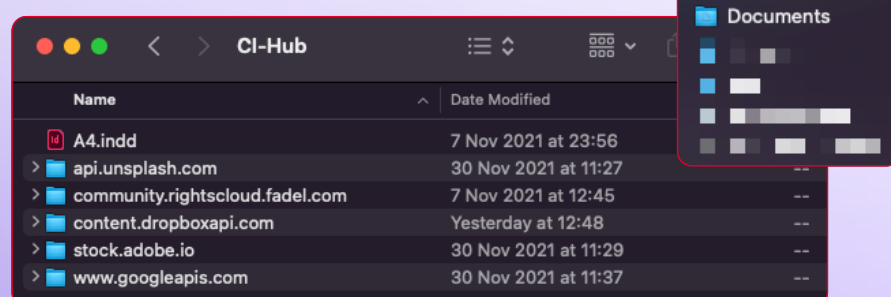 Documents
CI-Hub
Name Date Modified
Id A4.indd 7 Nov 2021 at 23:56
api.unsplash.com 30 Nov 2021 at 11:27 --
community.rightscloud.fadel.com 7 Nov 2021 at 12:45 --
content.dropboxapi.com Yesterday at 12:48 --
stock.adobe.io 30 Nov 2021 at 11:29 --
www.googleapis.com 30 Nov 2021 at 11:37 --